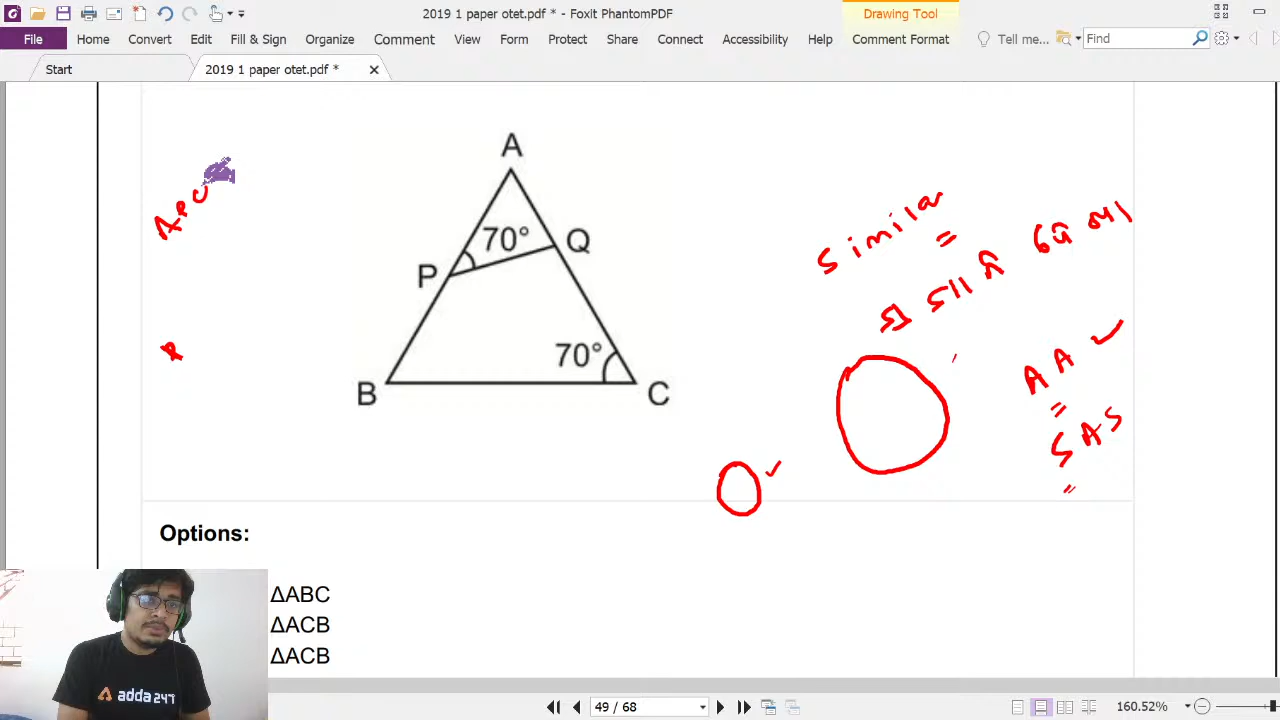 2019 1 paper otet.pdf * - Foxit PhantomPDF
Drawing Tool
File Home Convert Edit Fill & Sign Organize Comment View Form Protect Share Connect Accessibility Help Comment Format Tell me... Find
Start 2019 1 paper otet.pdf *
A
70°
Q
P
70°
B
C
Similar
=
AA
=
SAS
Options:
ΔABC
ΔACB
ΔACB
adda 247
49 / 68
160.52%